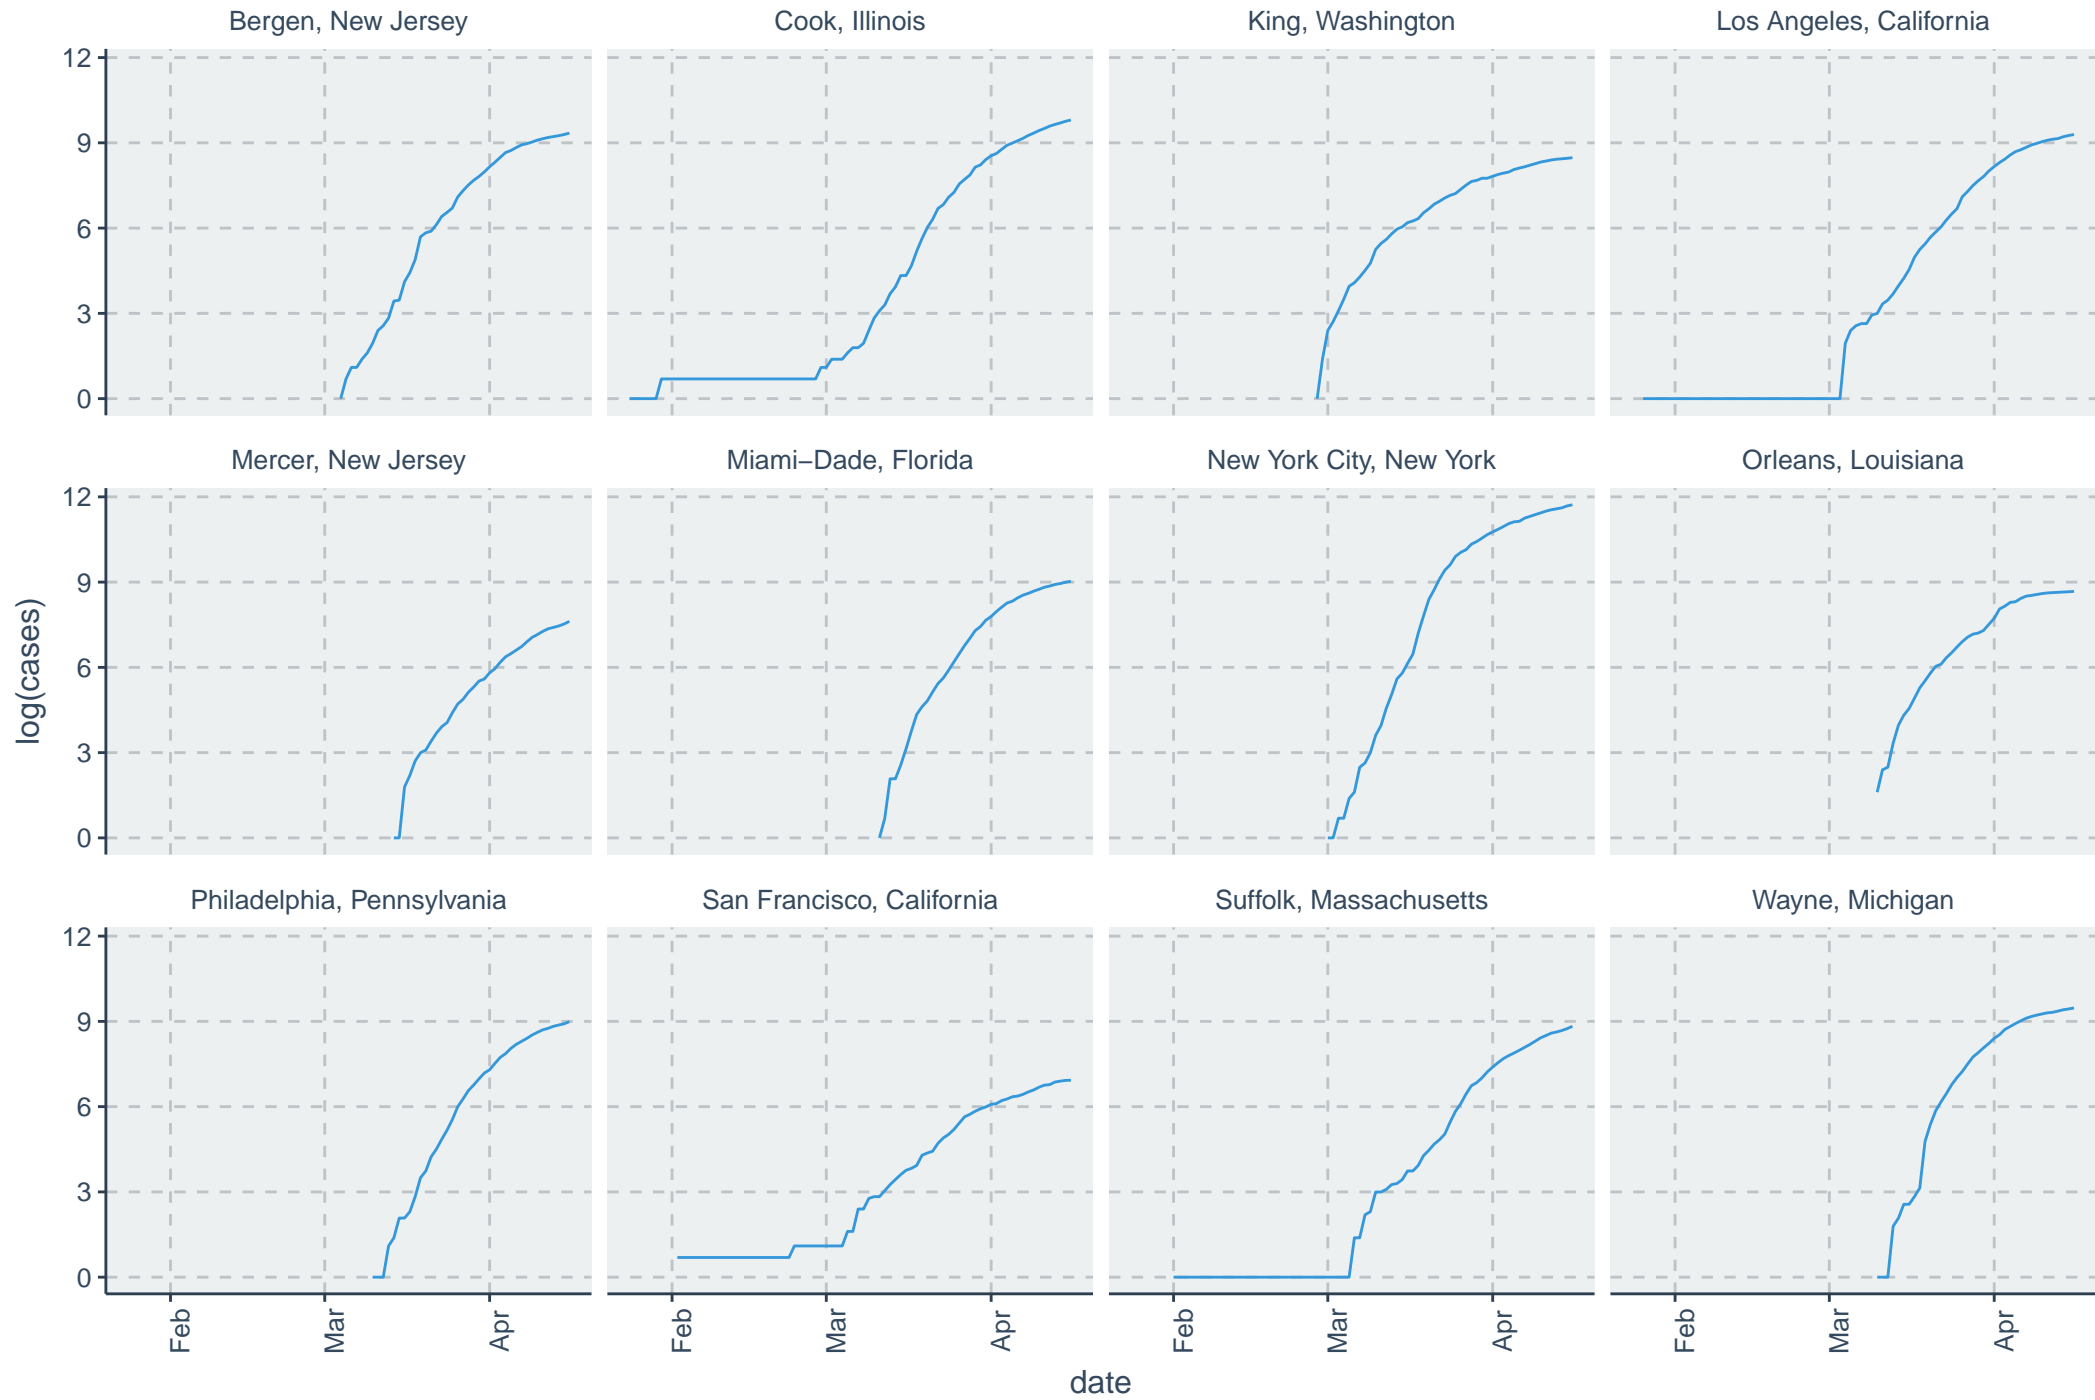 Bergen, New Jersey
Cook, Illinois
King, Washington
Los Angeles, California
12
9
6
3
0
Mercer, New Jersey
Miami−Dade, Florida
New York City, New York
Orleans, Louisiana
12
9
6
3
0
log(cases)
Philadelphia, Pennsylvania
San Francisco, California
Suffolk, Massachusetts
Wayne, Michigan
12
9
6
3
0
Feb
Mar
Apr
Feb
Mar
Apr
Feb
Mar
Apr
Feb
Mar
Apr
date